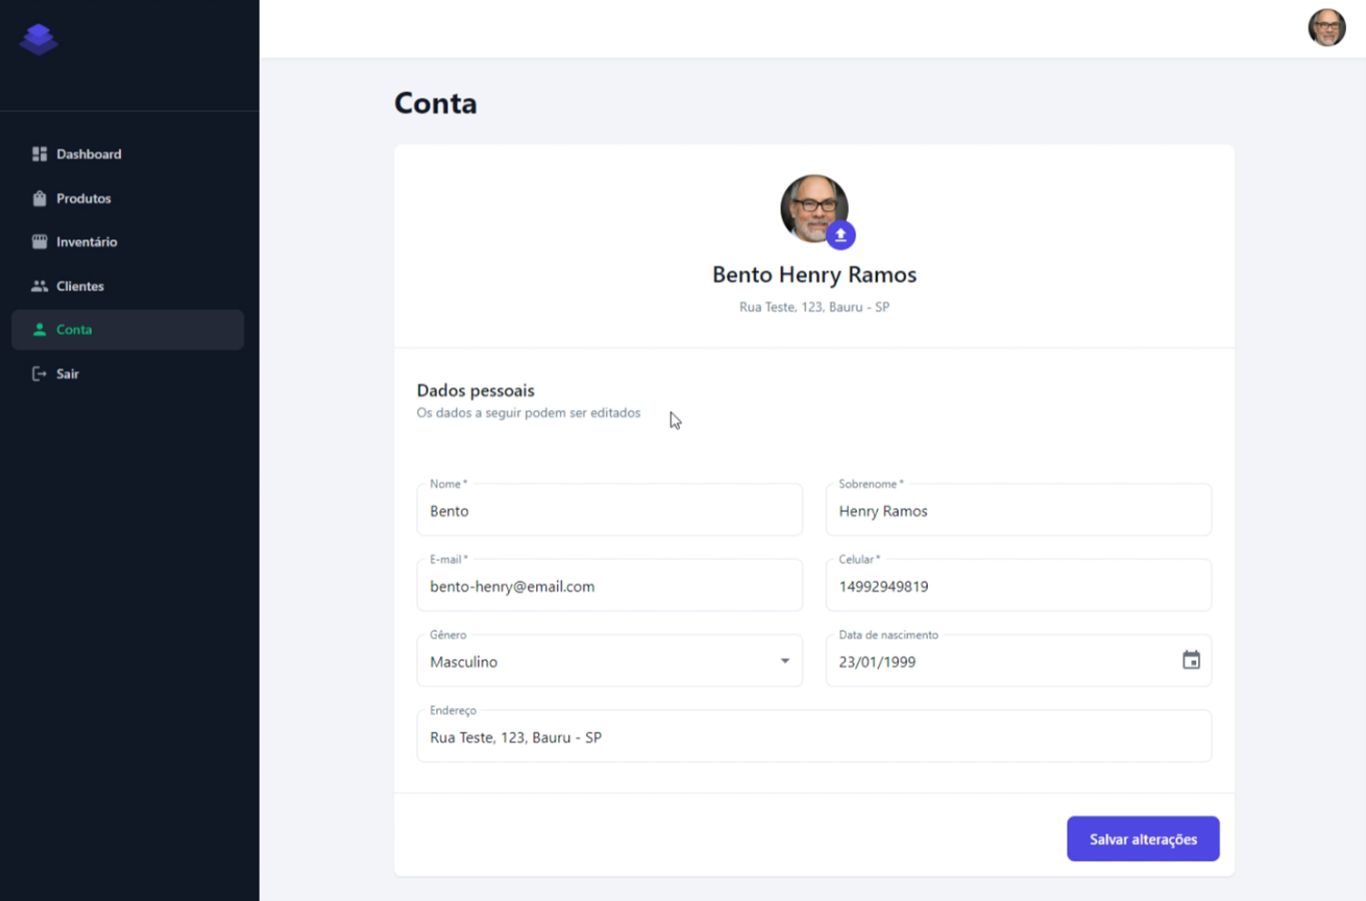 Dashboard
Produtos
Inventário
Clientes
Conta
Sair
Conta
Bento Henry Ramos
Rua Teste, 123, Bauru - SP
Dados pessoais
Os dados a seguir podem ser editados
Nome *
Bento
Sobrenome *
Henry Ramos
E-mail *
bento-henry@email.com
Celular *
14992949819
Gênero
Masculino
Data de nascimento
23/01/1999
Endereço
Rua Teste, 123, Bauru - SP
Salvar alterações